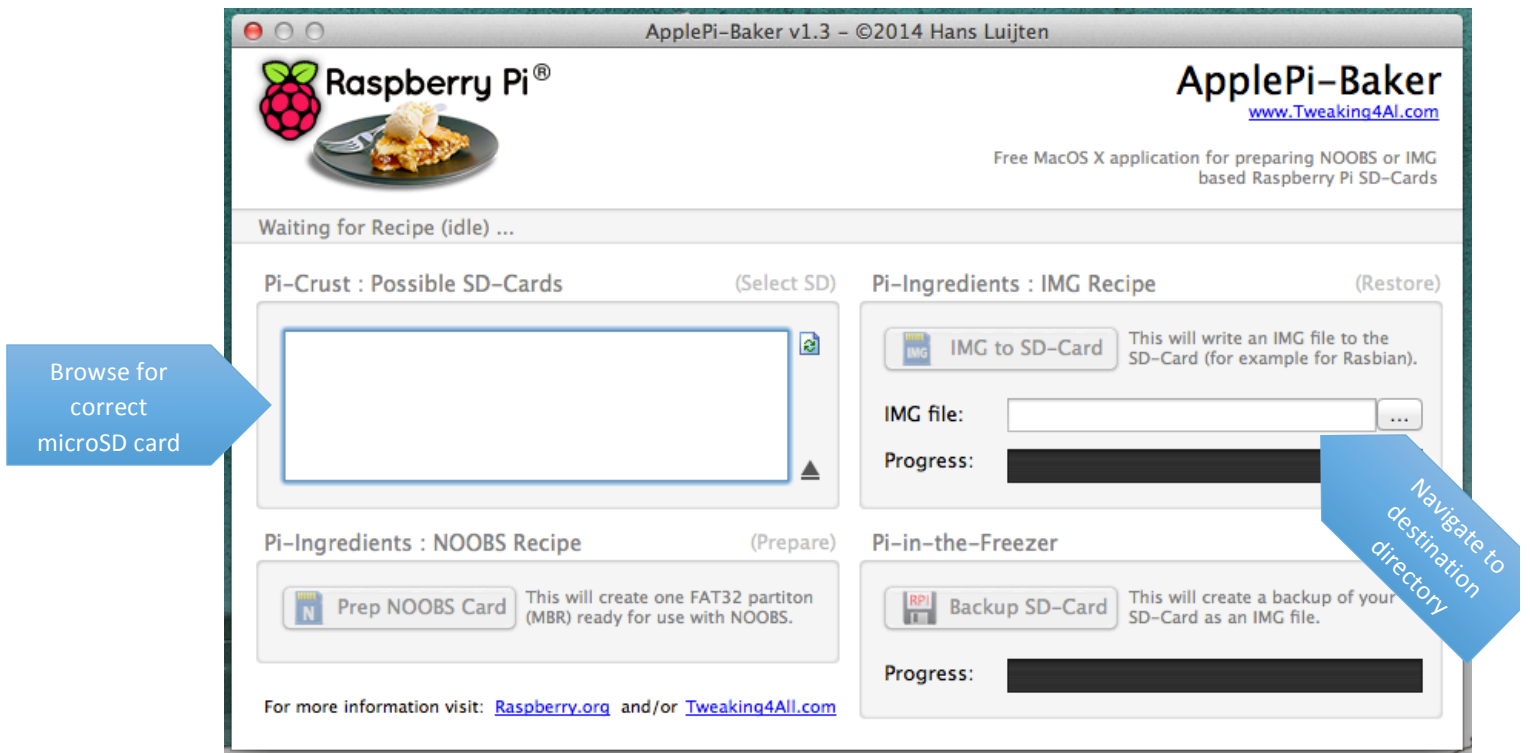 ApplePi-Baker v1.3 – ©2014 Hans Luijten
Raspberry Pi®
ApplePi-Baker
www.Tweaking4Al.com
Free MacOS X application for preparing NOOBS or IMG
based Raspberry Pi SD-Cards
Waiting for Recipe (idle) ...
Pi-Crust : Possible SD-Cards (Select SD)
Browse for
correct
microSD card
Pi-Ingredients : IMG Recipe (Restore)
IMG
IMG to SD-Card
This will write an IMG file to the
SD-Card (for example for Rasbian).
IMG file:
...
Progress:
Navigate to
destination
directory
Pi-Ingredients : NOOBS Recipe (Prepare)
N
Prep NOOBS Card
This will create one FAT32 partiton
(MBR) ready for use with NOOBS.
Pi-in-the-Freezer
RPI
Backup SD-Card
This will create a backup of your
SD-Card as an IMG file.
Progress:
For more information visit: Raspberry.org and/or Tweaking4All.com